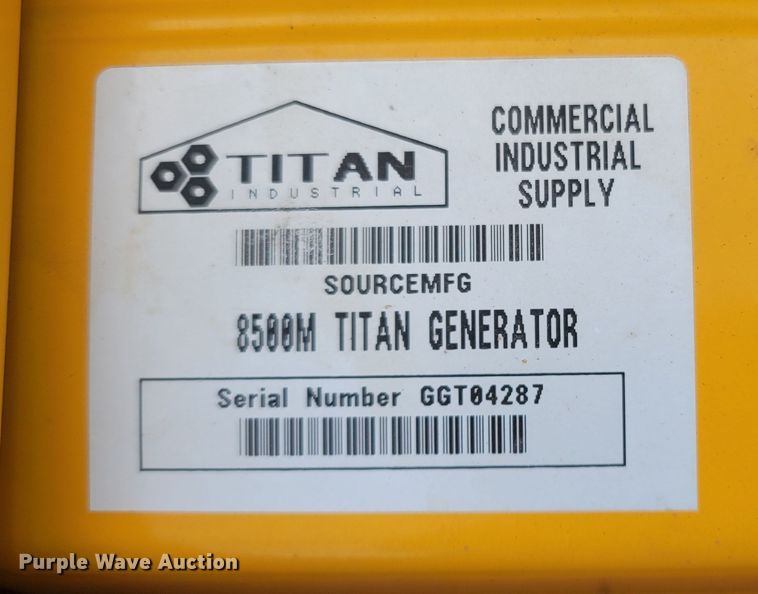 TITAN
INDUSTRIAL
COMMERCIAL
INDUSTRIAL
SUPPLY
SOURCEMFG
8500M TITAN GENERATOR
Serial Number GGT04287
Purple Wave Auction